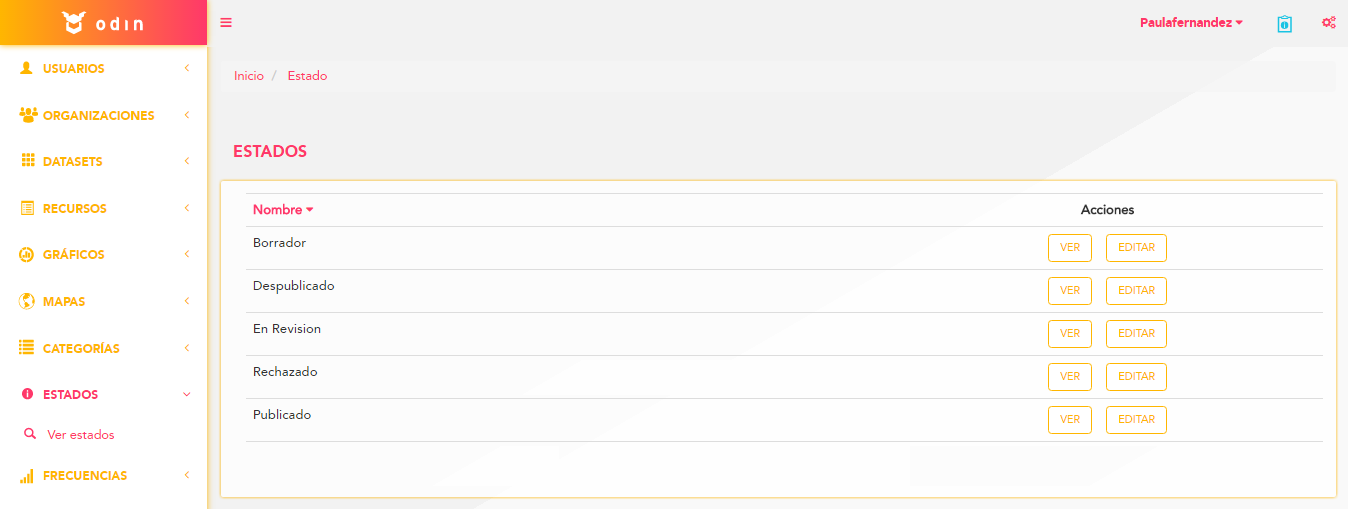 odin
Paulafernandez
USUARIOS
ORGANIZACIONES
DATASETS
RECURSOS
GRÁFICOS
MAPAS
CATEGORÍAS
ESTADOS
Ver estados
FRECUENCIAS
Inicio / Estado
ESTADOS
Nombre Acciones
Borrador VER EDITAR
Despublicado VER EDITAR
En Revision VER EDITAR
Rechazado VER EDITAR
Publicado VER EDITAR